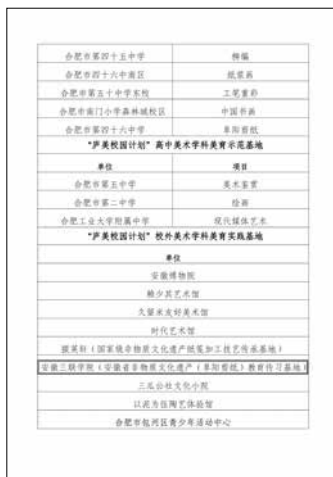 合肥市第四十五中学 柳编
合肥市四十六中南区 纸浆画
合肥市第五十中学东校 工笔重彩
合肥市南门小学森林城校区 中国书画
合肥市第四十六中学 阜阳剪纸
“庐美校园计划”高中美术学科美育示范基地
单位 项目
合肥市第五中学 美术鉴赏
合肥市第二中学 绘画
合肥工业大学附属中学 现代媒体艺术
“庐美校园计划”校外美术学科美育实践基地
单位
安徽博物院
赖少其艺术馆
久留米友好美术馆
时代艺术馆
掇英轩（国家级非物质文化遗产纸笺加工技艺传承基地）
安徽三联学院（安徽省非物质文化遗产（阜阳剪纸）教育传习基地）
三瓜公社文化小院
以泥为伍陶艺体验馆
合肥市包河区青少年活动中心